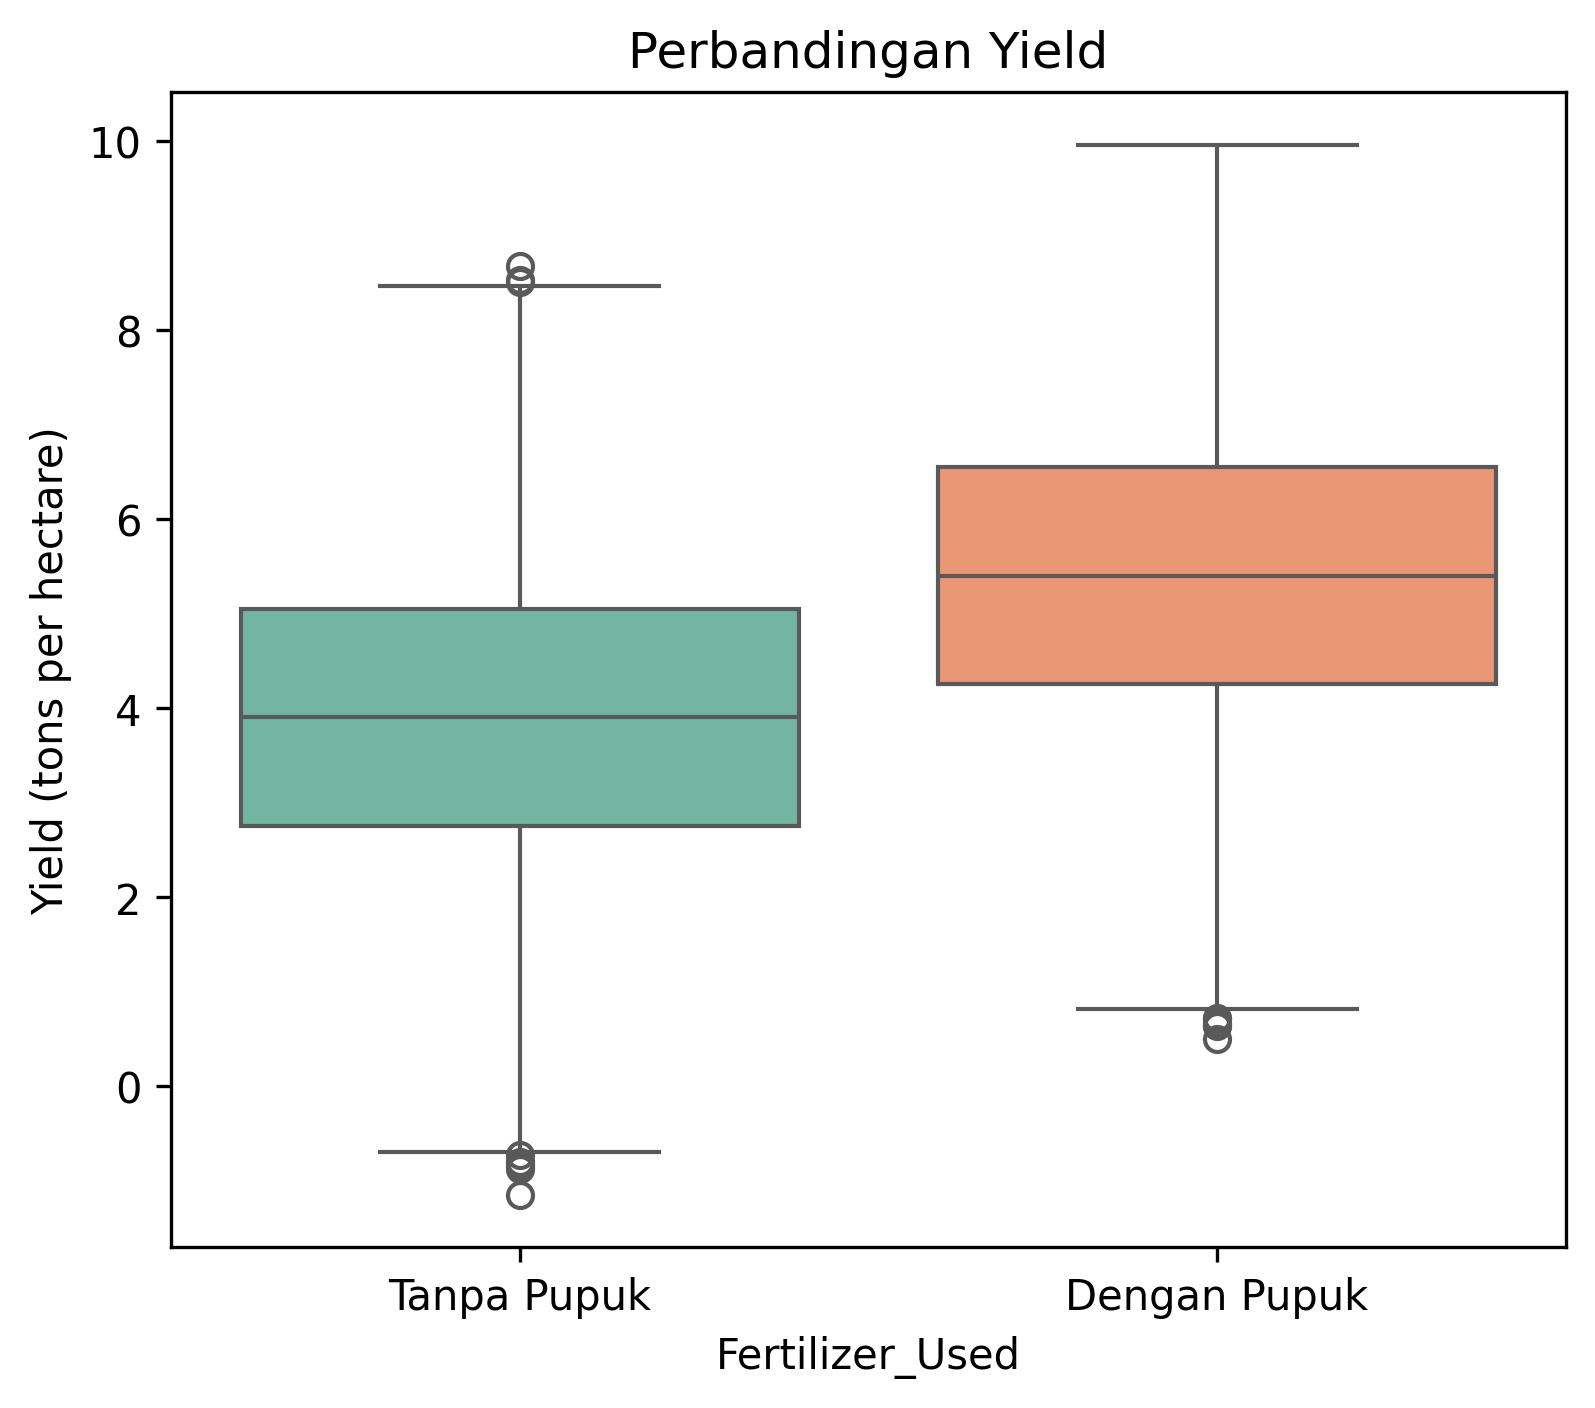 Perbandingan Yield
Yield (tons per hectare)
10
8
6
4
2
0
Tanpa Pupuk
Dengan Pupuk
Fertilizer_Used